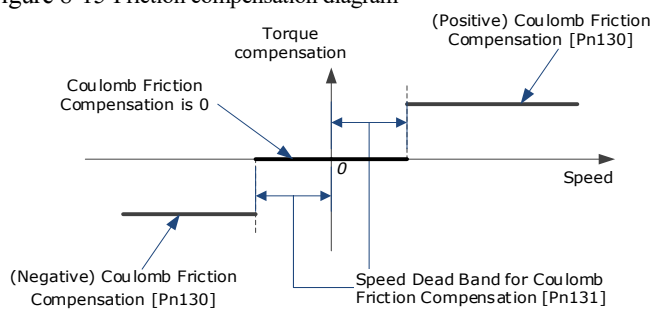 Figure 8-15 Friction compensation diagram
Torque
compensation
(Positive) Coulomb Friction
Compensation [Pn130]
Coulomb Friction
Compensation is 0
0
Speed
(Negative) Coulomb Friction
Compensation [Pn130]
Speed Dead Band for Coulomb
Friction Compensation [Pn131]